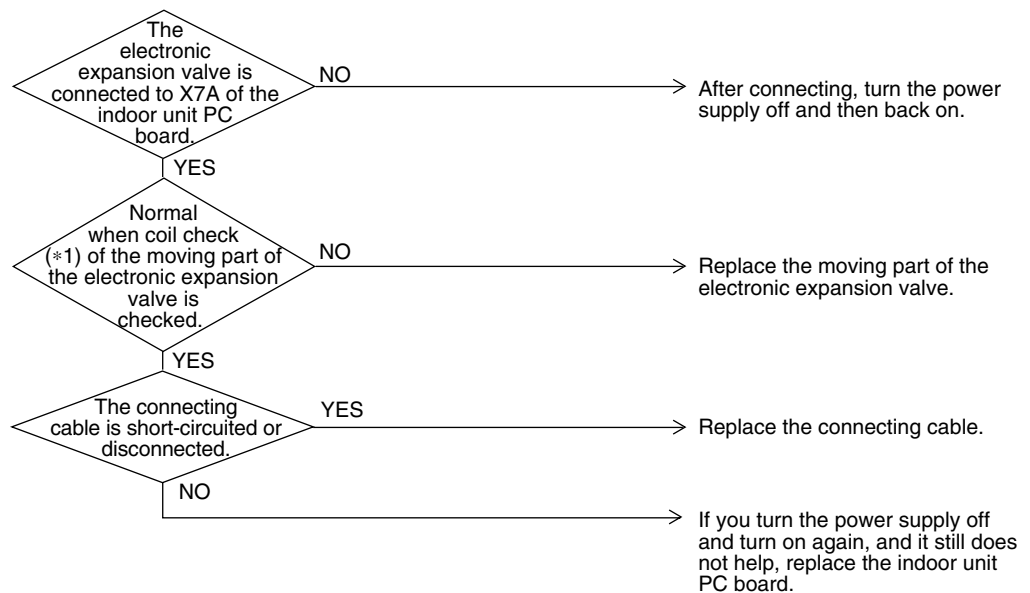 The
electronic
expansion valve is
connected to X7A of the
indoor unit PC
board.
NO
After connecting, turn the power
supply off and then back on.
YES
Normal
when coil check
(*1) of the moving part of
the electronic expansion
valve is
checked.
NO
Replace the moving part of the
electronic expansion valve.
YES
The connecting
cable is short-circuited or
disconnected.
YES
Replace the connecting cable.
NO
If you turn the power supply off
and turn on again, and it still does
not help, replace the indoor unit
PC board.